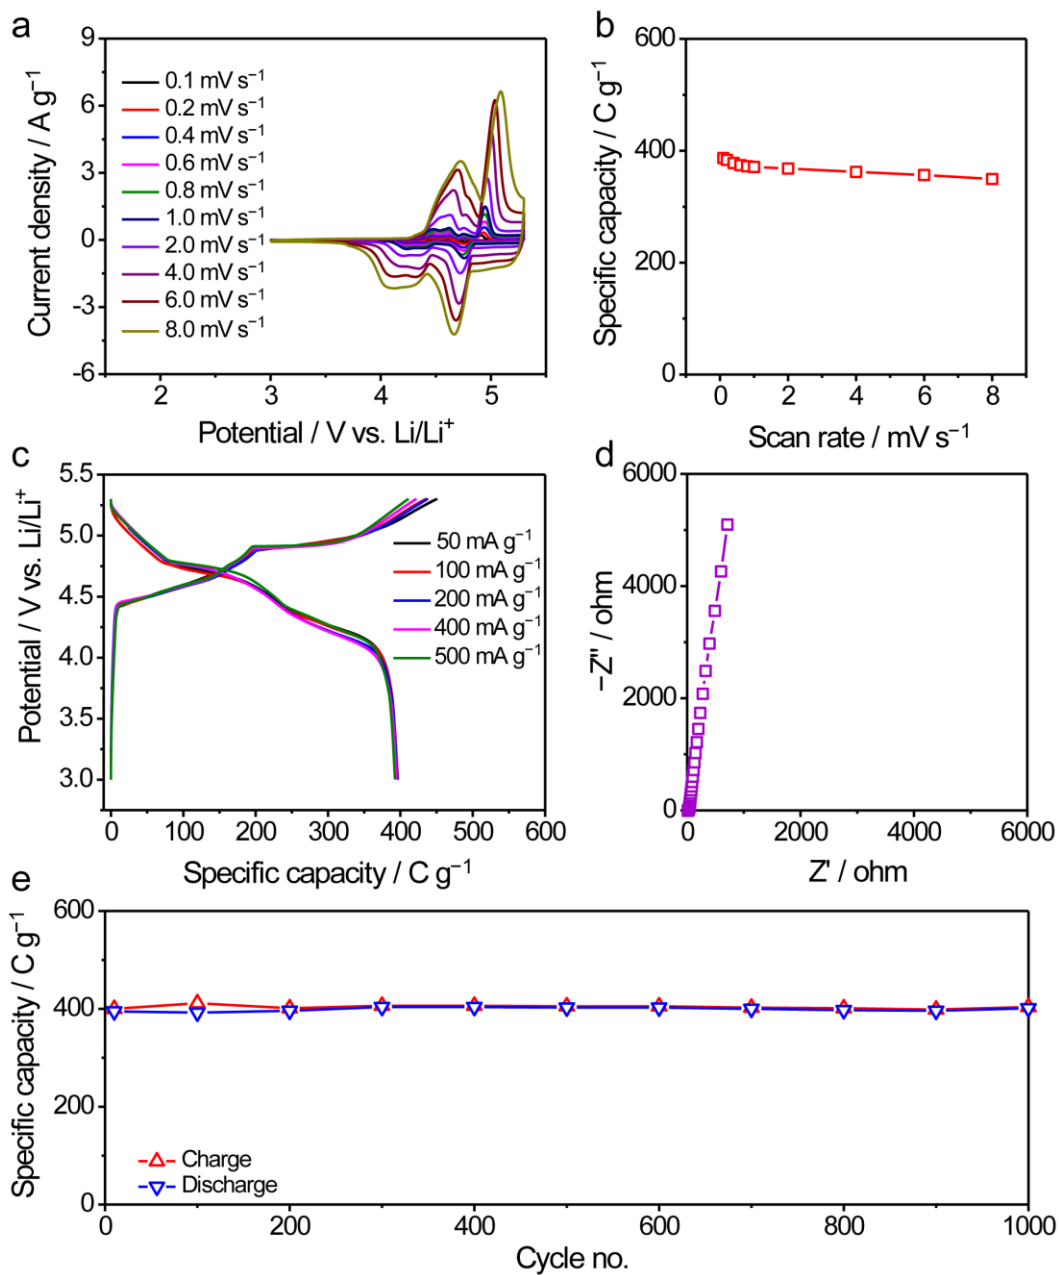 a
9
6
3
0
-3
-6
Current density / A g⁻¹
0.1 mV s⁻¹
0.2 mV s⁻¹
0.4 mV s⁻¹
0.6 mV s⁻¹
0.8 mV s⁻¹
1.0 mV s⁻¹
2.0 mV s⁻¹
4.0 mV s⁻¹
6.0 mV s⁻¹
8.0 mV s⁻¹
2 3 4 5
Potential / V vs. Li/Li⁺
b
600
400
200
0
Specific capacity / C g⁻¹
0 2 4 6 8
Scan rate / mV s⁻¹
c
5.5
5.0
4.5
4.0
3.5
3.0
Potential / V vs. Li/Li⁺
50 mA g⁻¹
100 mA g⁻¹
200 mA g⁻¹
400 mA g⁻¹
500 mA g⁻¹
0 100 200 300 400 500 600
Specific capacity / C g⁻¹
d
6000
4000
2000
0
−Z'' / ohm
0 2000 4000 6000
Z' / ohm
e
600
400
200
0
Specific capacity / C g⁻¹
Charge
Discharge
0 200 400 600 800 1000
Cycle no.